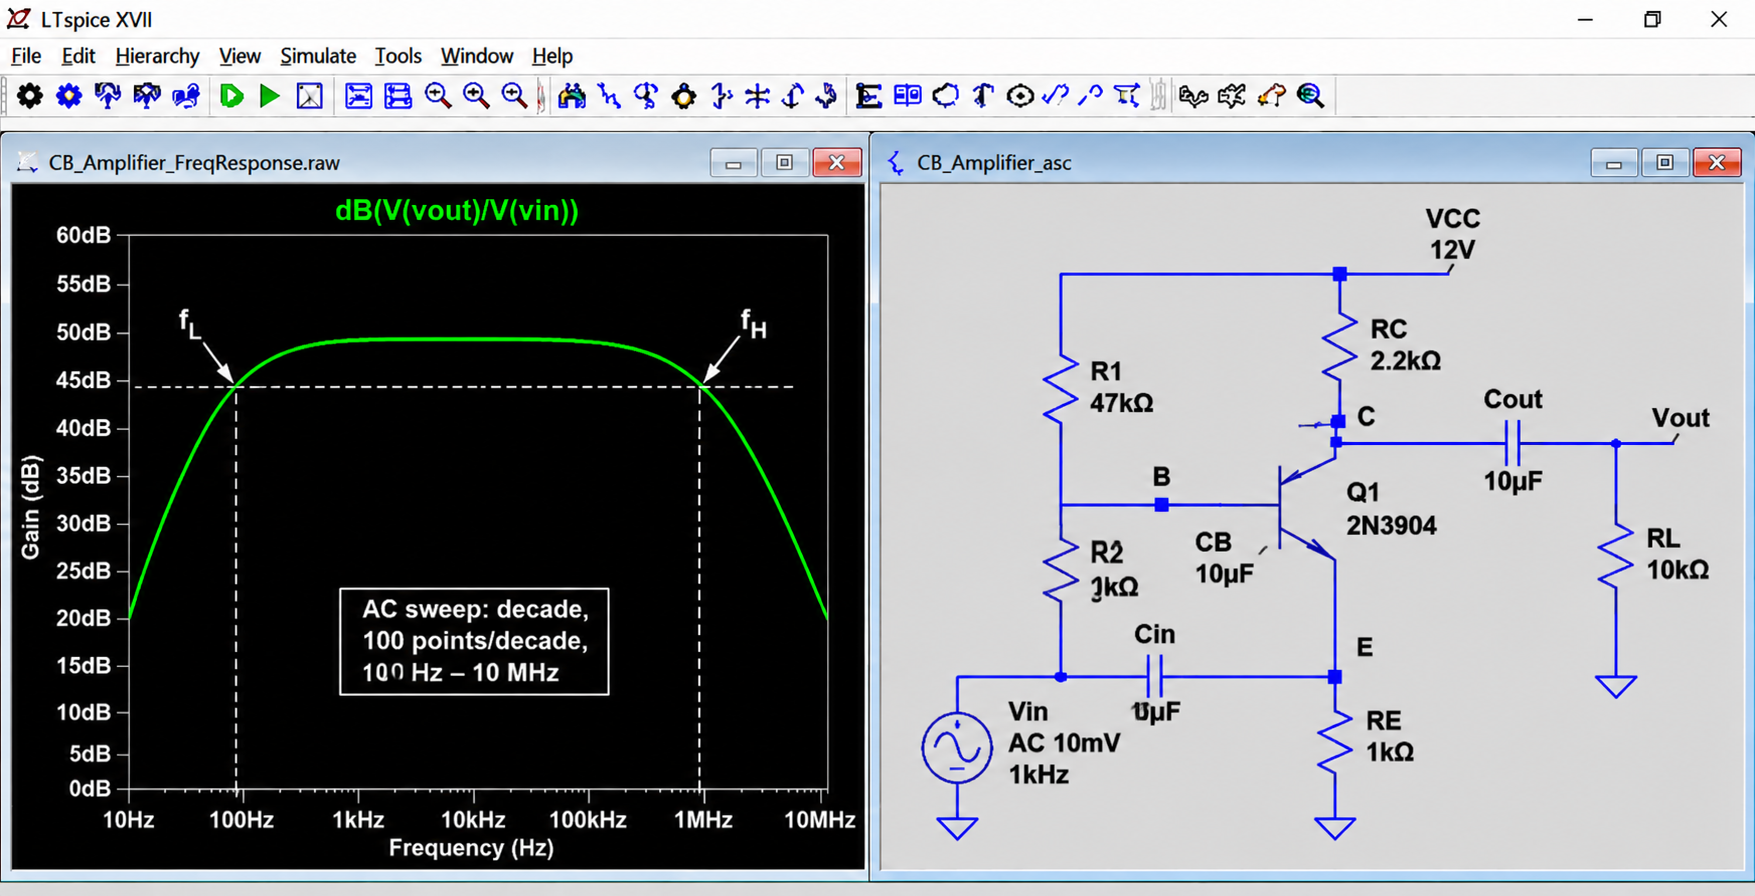 LTspice XVII
File Edit Hierarchy View Simulate Tools Window Help
CB_Amplifier_FreqResponse.raw
dB(V(vout)/V(vin))
60dB
55dB
50dB
45dB
40dB
35dB
30dB
25dB
20dB
15dB
10dB
5dB
0dB
Gain (dB)
fL
fH
AC sweep: decade,
100 points/decade,
Hz – 10 MHz
10Hz 100Hz 1kHz 10kHz 100kHz 1MHz 10MHz
Frequency (Hz)
CB_Amplifier_asc
VCC
12V
RC
2.2kΩ
R1
47kΩ
C
Cout
10µF
Vout
B
Q1
2N3904
CB
10µF
R2
RL
10kΩ
Cin
E
Vin
AC 10mV
1kHz
RE
1kΩ